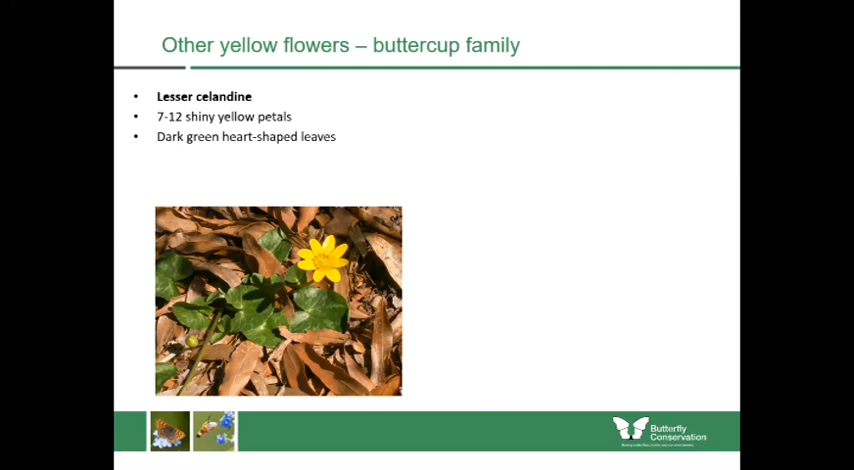 Other yellow flowers – buttercup family
• Lesser celandine
• 7-12 shiny yellow petals
• Dark green heart-shaped leaves
Butterfly
Conservation